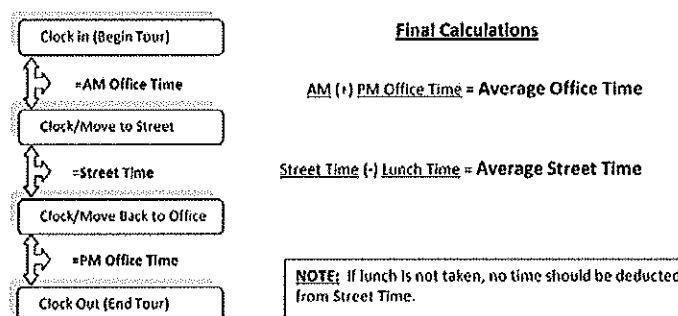 Clock in (Begin Tour)
=AM Office Time
Clock/Move to Street
=Street Time
Clock/Move Back to Office
=PM Office Time
Clock Out (End Tour)
Final Calculations
AM (+) PM Office Time = Average Office Time
Street Time (-) Lunch Time = Average Street Time
NOTE: If lunch is not taken, no time should be deducted
from Street Time.